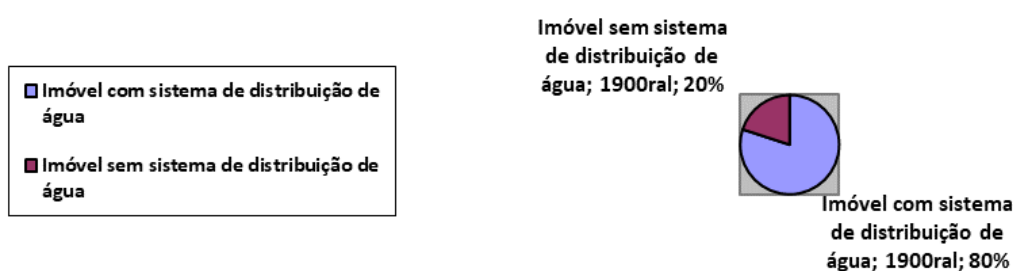 Imóvel sem sistema
de distribuição de
água; 1900ral; 20%
Imóvel com sistema de distribuição de
água
Imóvel sem sistema de distribuição de
água
Imóvel com sistema
de distribuição de
água; 1900ral; 80%